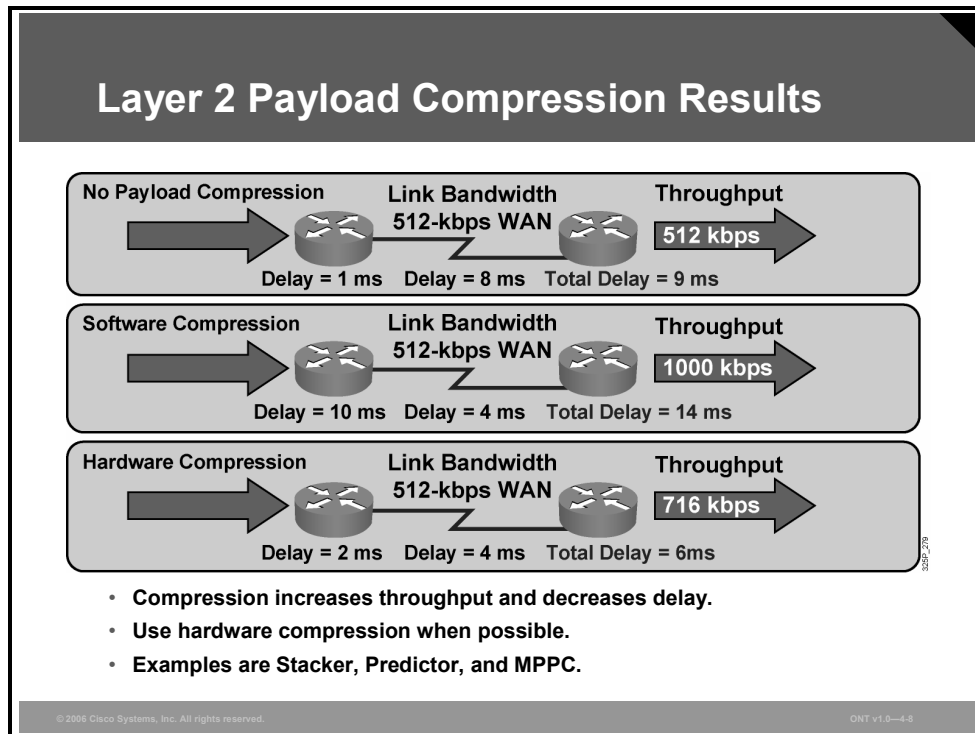 Layer 2 Payload Compression Results
No Payload Compression
Link Bandwidth
512-kbps WAN
Throughput
512 kbps
Delay = 1 ms Delay = 8 ms Total Delay = 9 ms
Software Compression
Link Bandwidth
512-kbps WAN
Throughput
1000 kbps
Delay = 10 ms Delay = 4 ms Total Delay = 14 ms
Hardware Compression
Link Bandwidth
512-kbps WAN
Throughput
716 kbps
Delay = 2 ms Delay = 4 ms Total Delay = 6ms
325P_279
• Compression increases throughput and decreases delay.
• Use hardware compression when possible.
• Examples are Stacker, Predictor, and MPPC.
© 2006 Cisco Systems, Inc. All rights reserved.
ONT v1.0—4-8